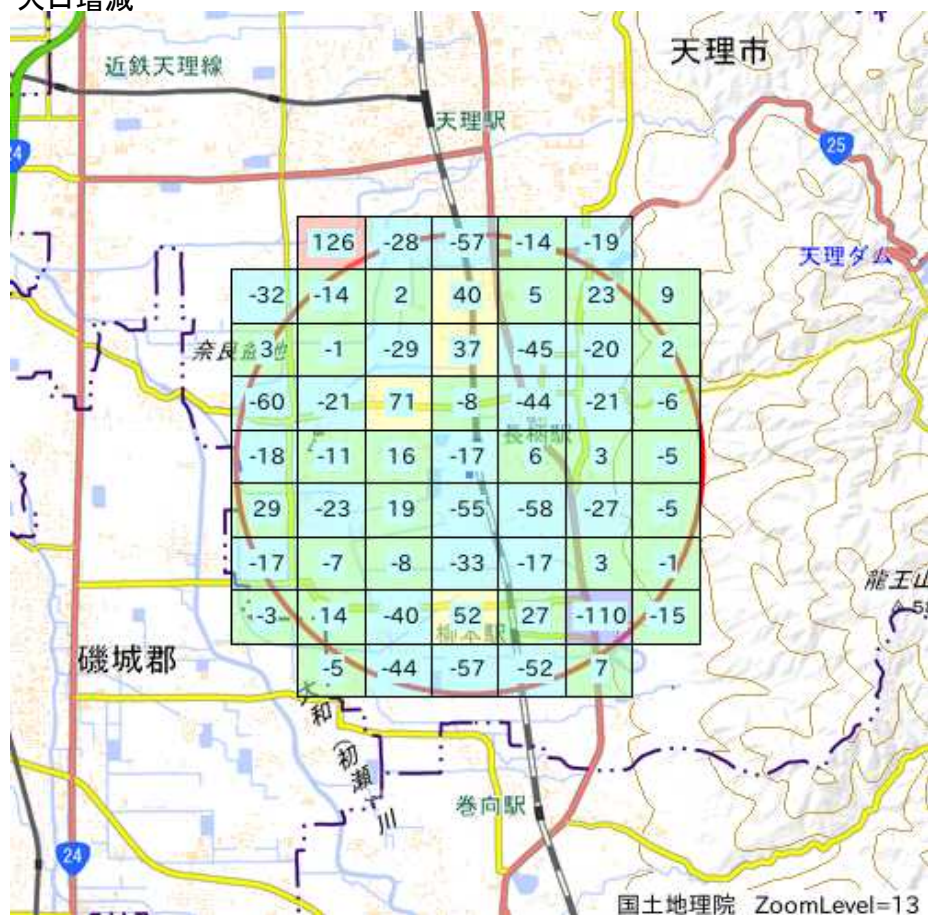 人口増減
天理市
近鉄天理線
天理駅
25
4
126 -28 -57 -14 -19
天理ダム
-32 -14 2 40 5 23 9
奈良盆地
3 -1 -29 37 -45 -20 2
-60 -21 71 -8 -44 -21 -6
長柄駅
-18 -11 16 -17 6 3 -5
29 -23 19 -55 -58 -27 -5
-17 -7 -8 -33 -17 3 -1
龍王山
58
-3 14 -40 52 27 -110 -15
柳本駅
磯城郡
-5 -44 -57 -52 7
大和
(初瀬)川
巻向駅
24
国土地理院 ZoomLevel=13